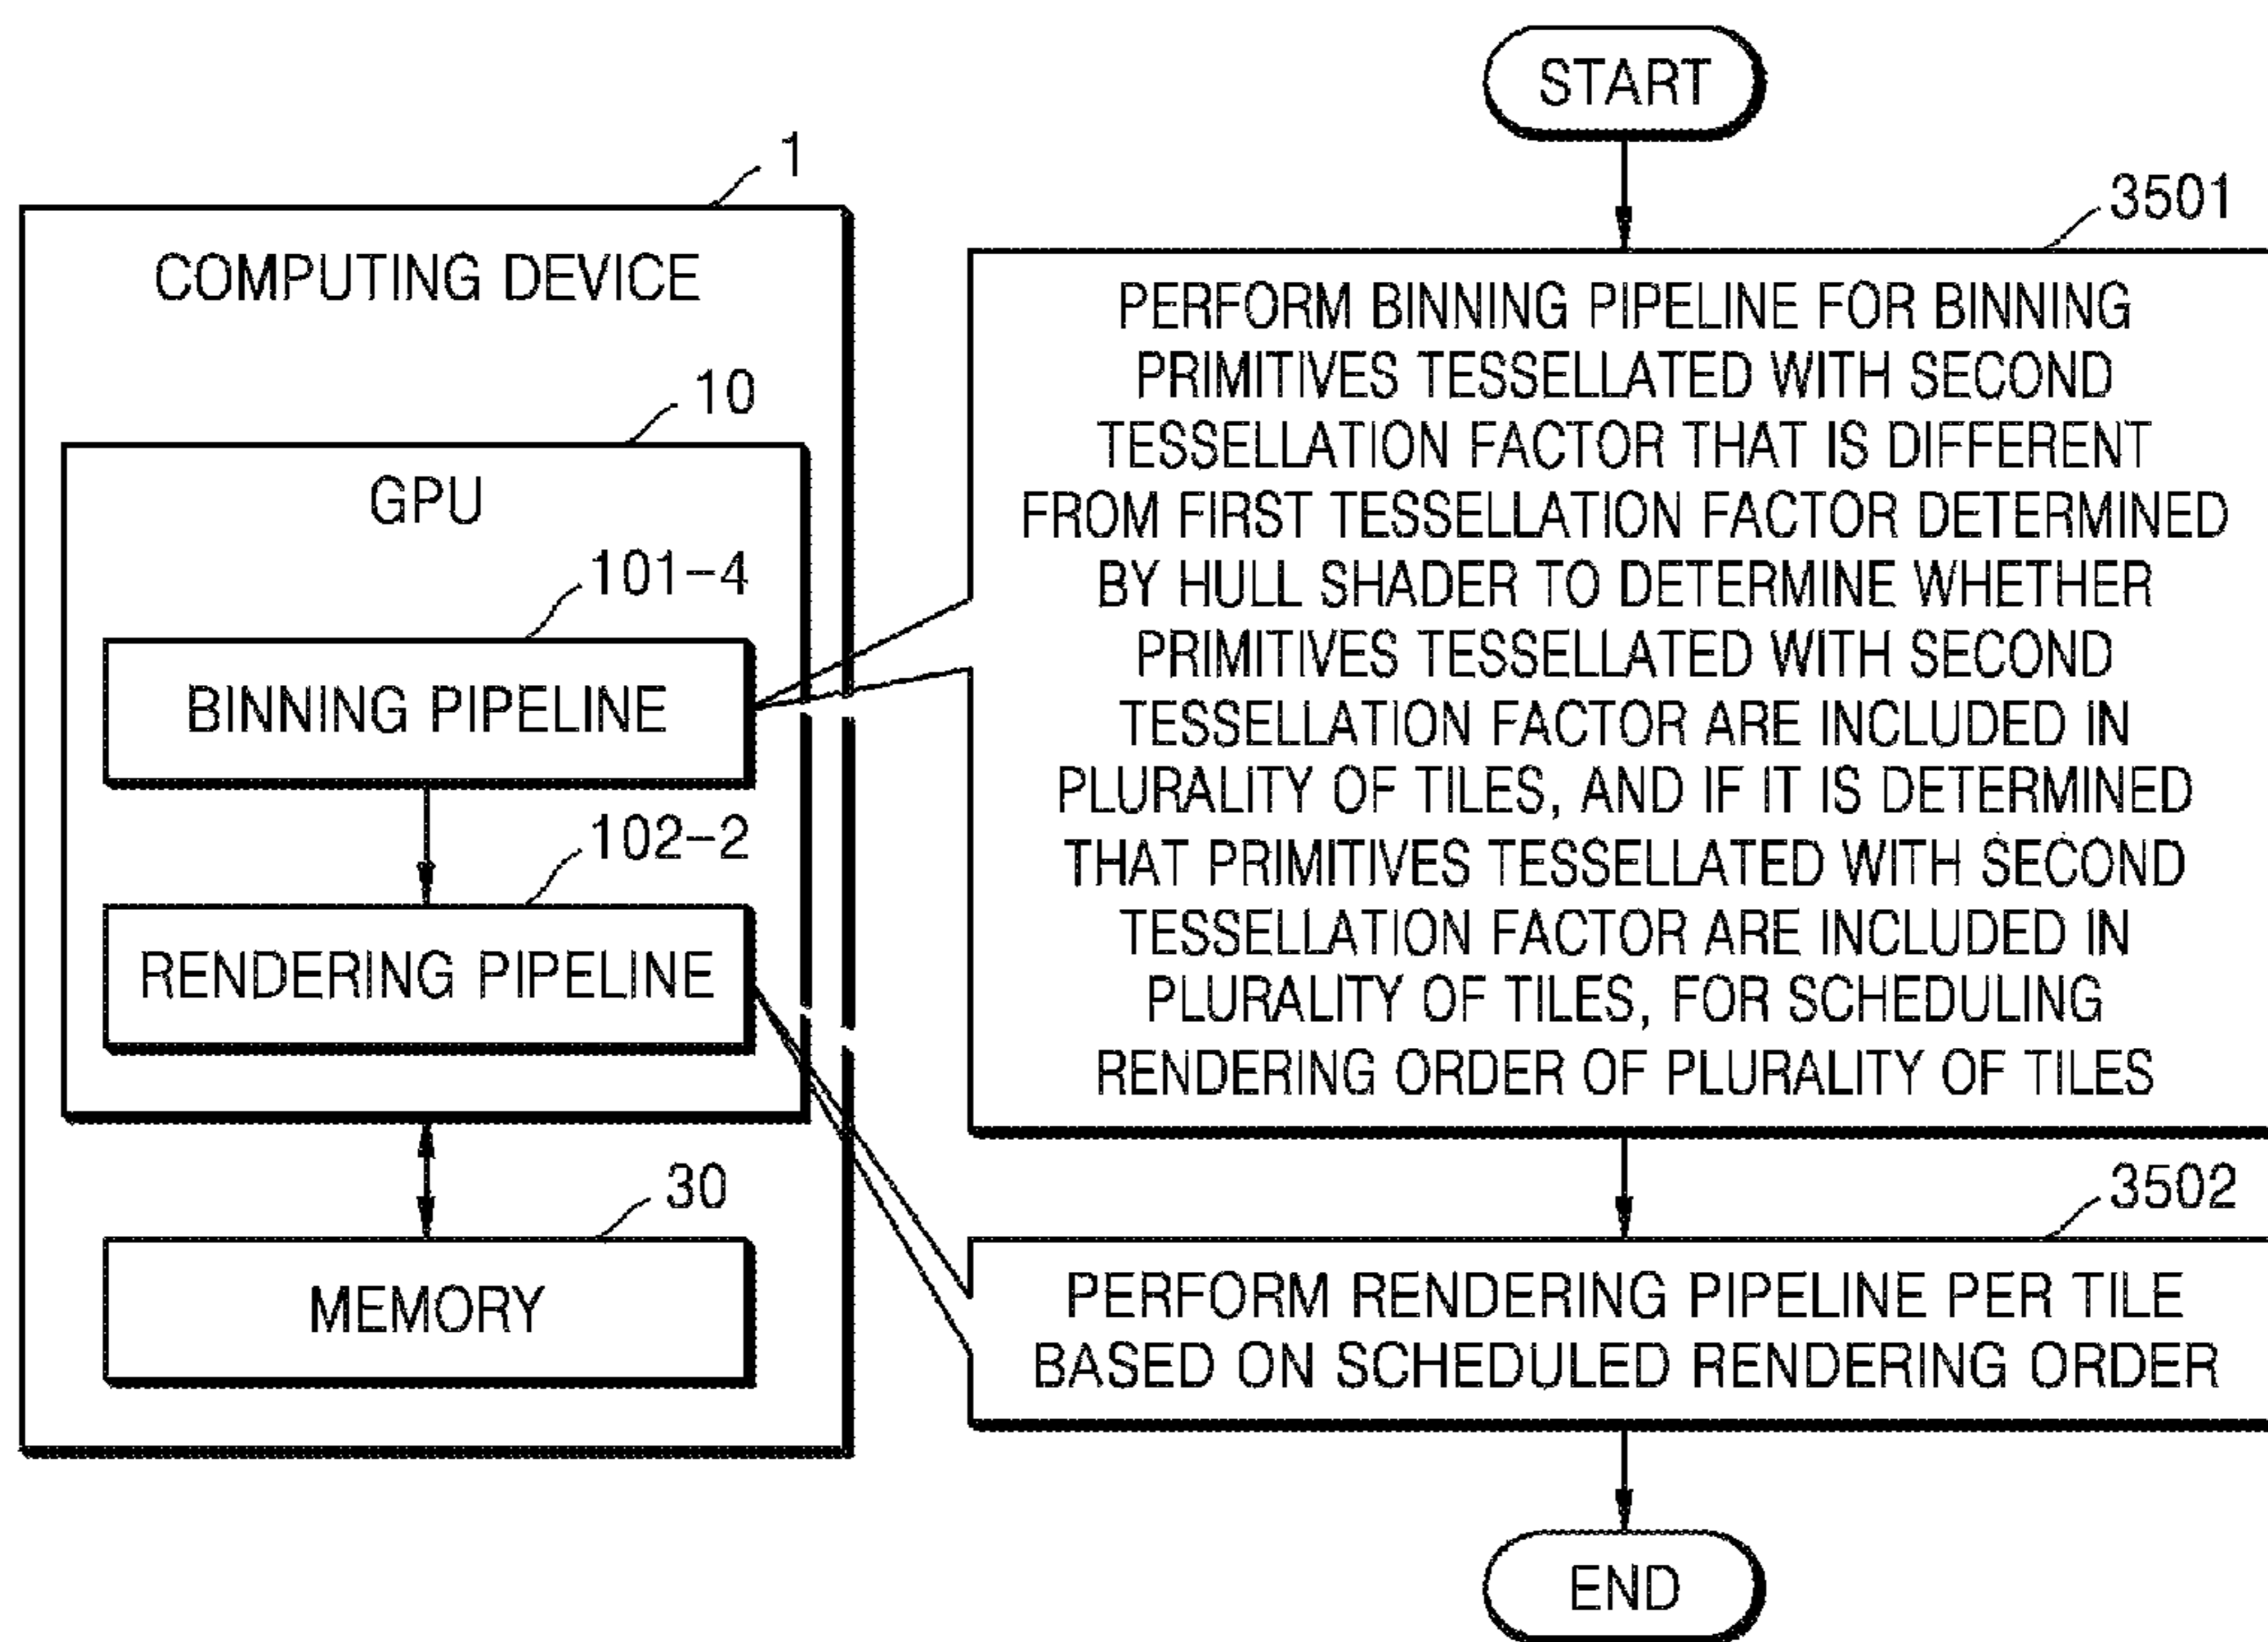 1
COMPUTING DEVICE
10
GPU
101-4
BINNING PIPELINE
102-2
RENDERING PIPELINE
30
MEMORY
START
3501
PERFORM BINNING PIPELINE FOR BINNING
PRIMITIVES TESSELLATED WITH SECOND
TESSELLATION FACTOR THAT IS DIFFERENT
FROM FIRST TESSELLATION FACTOR DETERMINED
BY HULL SHADER TO DETERMINE WHETHER
PRIMITIVES TESSELLATED WITH SECOND
TESSELLATION FACTOR ARE INCLUDED IN
PLURALITY OF TILES, AND IF IT IS DETERMINED
THAT PRIMITIVES TESSELLATED WITH SECOND
TESSELLATION FACTOR ARE INCLUDED IN
PLURALITY OF TILES, FOR SCHEDULING
RENDERING ORDER OF PLURALITY OF TILES
3502
PERFORM RENDERING PIPELINE PER TILE
BASED ON SCHEDULED RENDERING ORDER
END